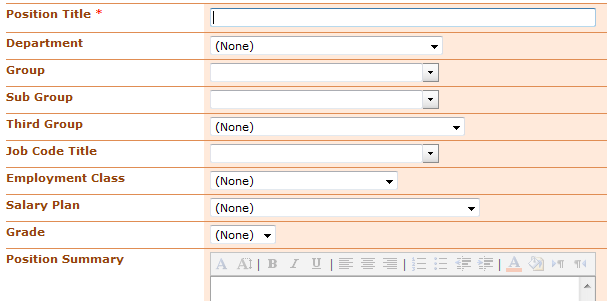 Position Title *
Department (None)
Group
Sub Group
Third Group (None)
Job Code Title
Employment Class (None)
Salary Plan (None)
Grade (None)
Position Summary A A B I U A